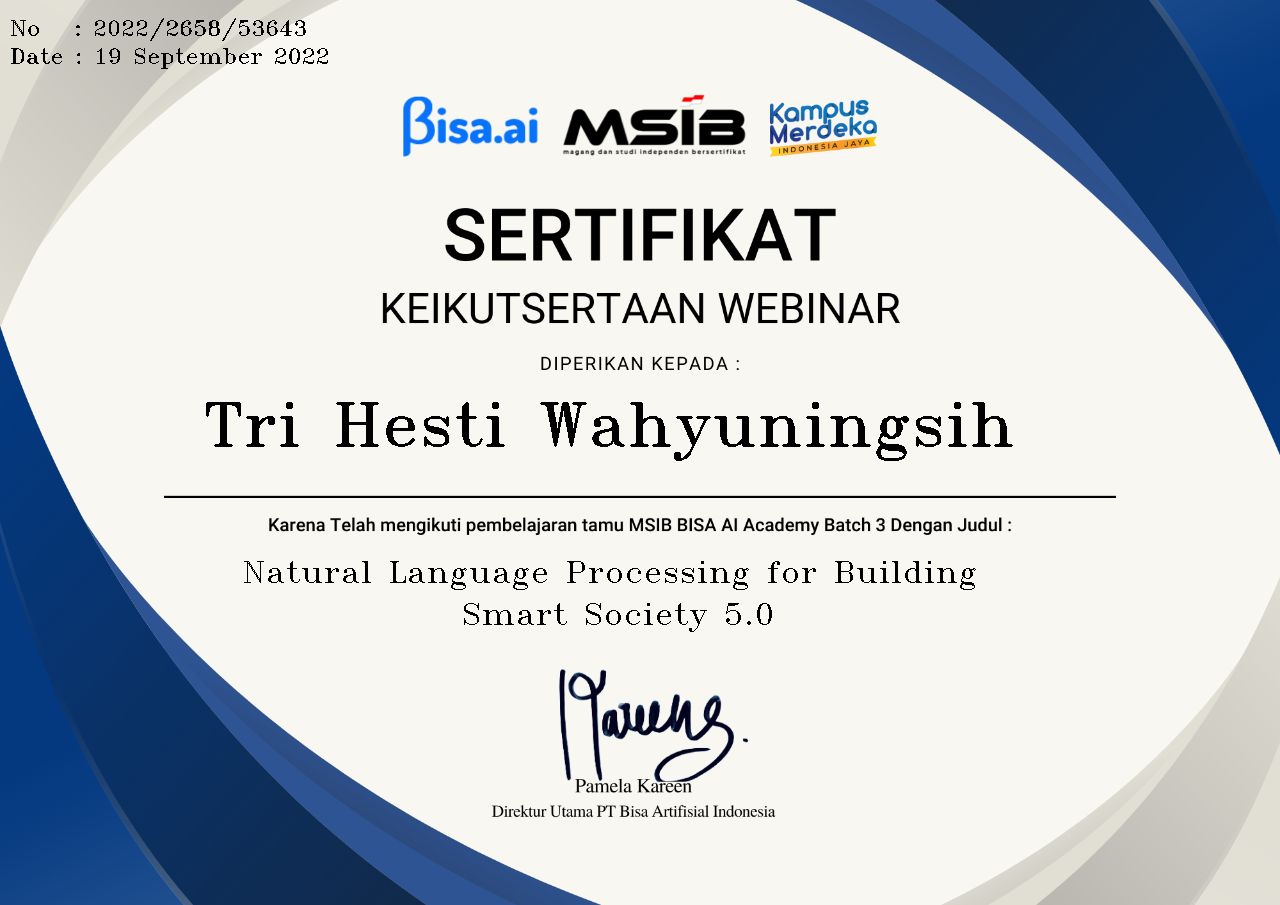 No : 2022/2658/53643
Date : 19 September 2022
Bisa.ai
MSIB
magang dan studi independen bersertifikat
Kampus
Merdeka
INDONESIA JAYA
SERTIFIKAT
KEIKUTSERTAAN WEBINAR
DIPERIKAN KEPADA :
Tri Hesti Wahyuningsih
Karena Telah mengikuti pembelajaran tamu MSIB BISA AI Academy Batch 3 Dengan Judul :
Natural Language Processing for Building
Smart Society 5.0
Pamela Kareen
Direktur Utama PT Bisa Artifisial Indonesia